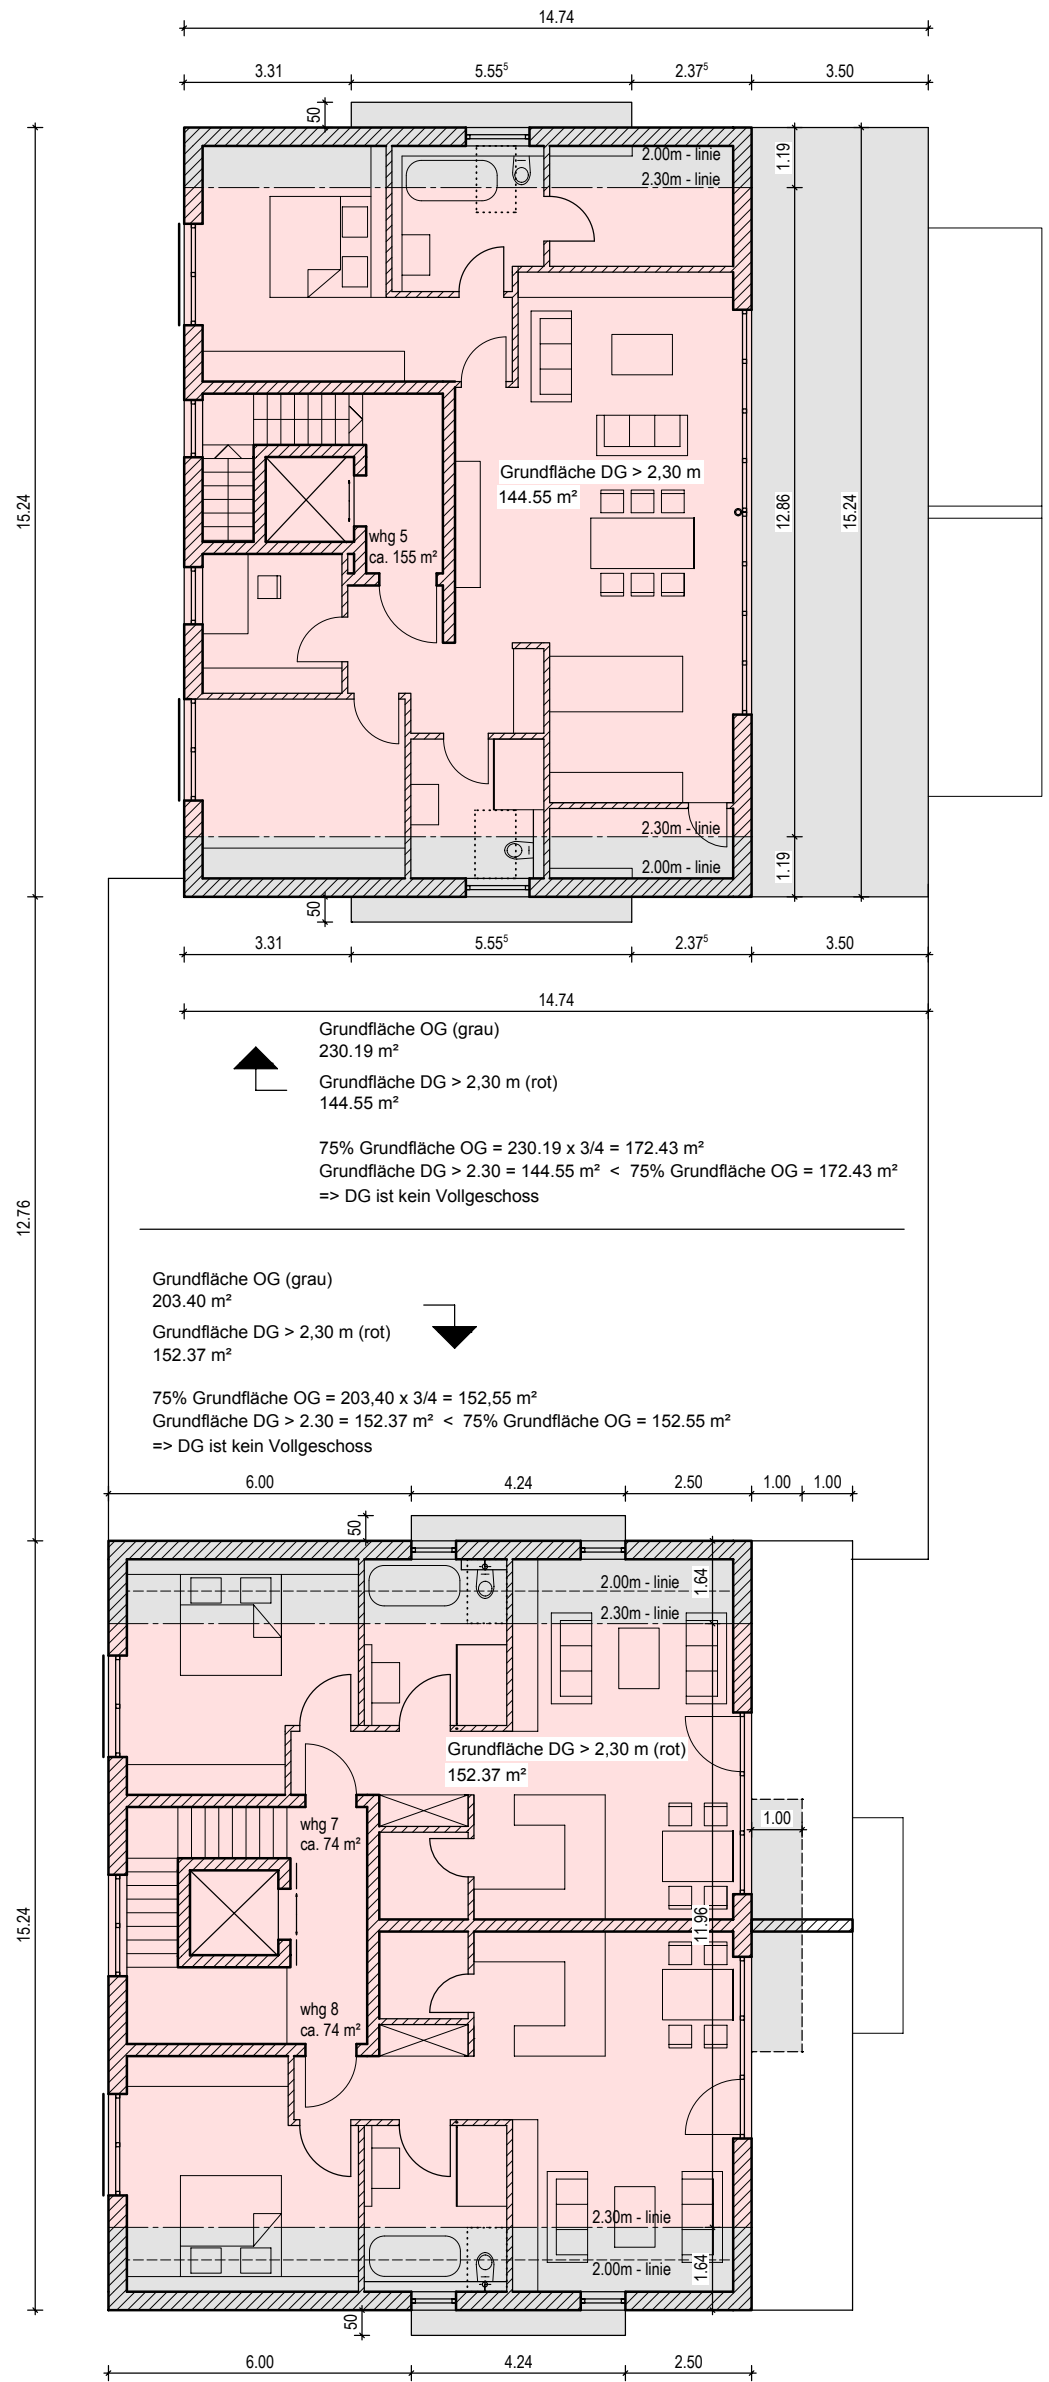 14.74
3.31 5.55⁵ 2.37⁵ 3.50
50
2.00m - linie
2.30m - linie
1.19
15.24
Grundfläche DG > 2,30 m
144.55 m²
12.86
15.24
whg 5
ca. 155 m²
2.30m - linie
2.00m - linie
1.19
50
3.31 5.55⁵ 2.37⁵ 3.50
14.74
Grundfläche OG (grau)
230.19 m²
Grundfläche DG > 2,30 m (rot)
144.55 m²
75% Grundfläche OG = 230.19 x 3/4 = 172.43 m²
Grundfläche DG > 2.30 = 144.55 m² < 75% Grundfläche OG = 172.43 m²
=> DG ist kein Vollgeschoss
12.76
Grundfläche OG (grau)
203.40 m²
Grundfläche DG > 2,30 m (rot)
152.37 m²
75% Grundfläche OG = 203,40 x 3/4 = 152,55 m²
Grundfläche DG > 2.30 = 152.37 m² < 75% Grundfläche OG = 152.55 m²
=> DG ist kein Vollgeschoss
6.00 4.24 2.50 1.00 1.00
50
2.00m - linie
1.64
2.30m - linie
Grundfläche DG > 2,30 m (rot)
152.37 m²
whg 7
ca. 74 m²
1.00
15.24
11.96
whg 8
ca. 74 m²
2.30m - linie
2.00m - linie
1.64
50
6.00 4.24 2.50